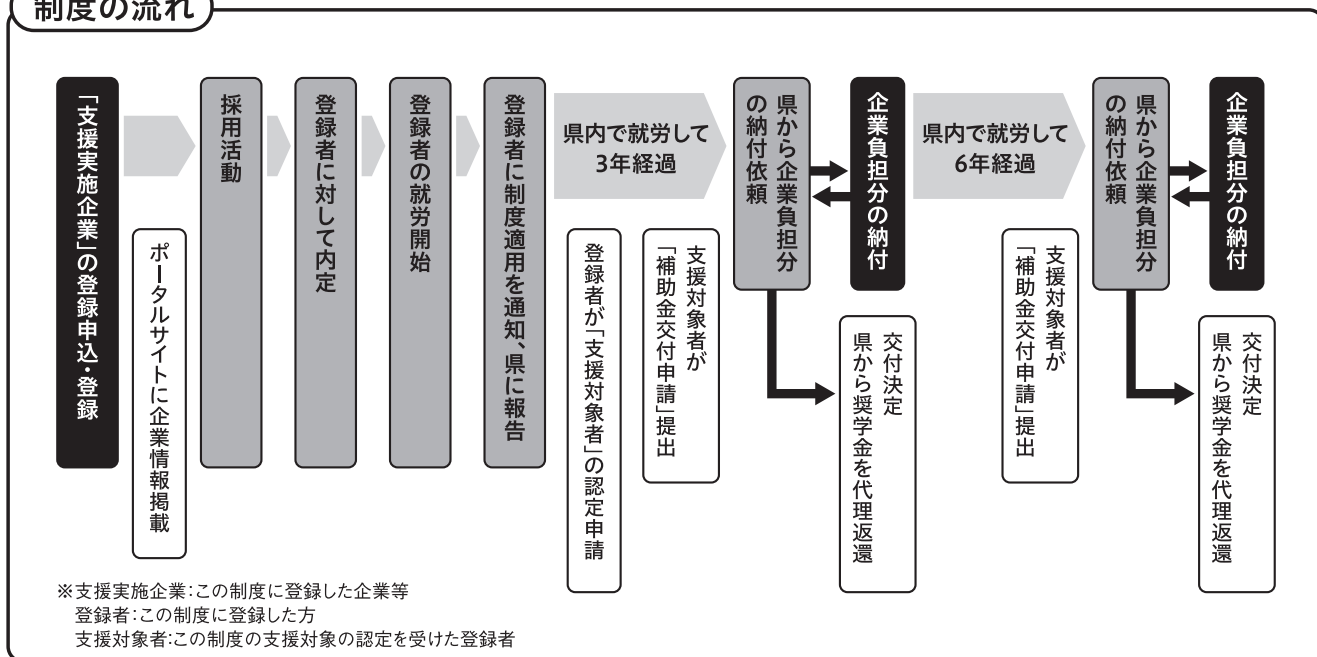 制度の流れ
「支援実施企業」の登録申込・登録
ポータルサイトに企業情報掲載
採用活動
登録者に対して内定
登録者の就労開始
登録者に制度適用を通知、県に報告
県内で就労して
3年経過
登録者が「支援対象者」の認定申請
支援対象者が
「補助金交付申請」提出
県から企業負担分
の納付依頼
企業負担分の納付
交付決定
県から奨学金を代理返還
県内で就労して
6年経過
支援対象者が
「補助金交付申請」提出
県から企業負担分
の納付依頼
企業負担分の納付
交付決定
県から奨学金を代理返還
※支援実施企業：この制度に登録した企業等
登録者：この制度に登録した方
支援対象者：この制度の支援対象の認定を受けた登録者